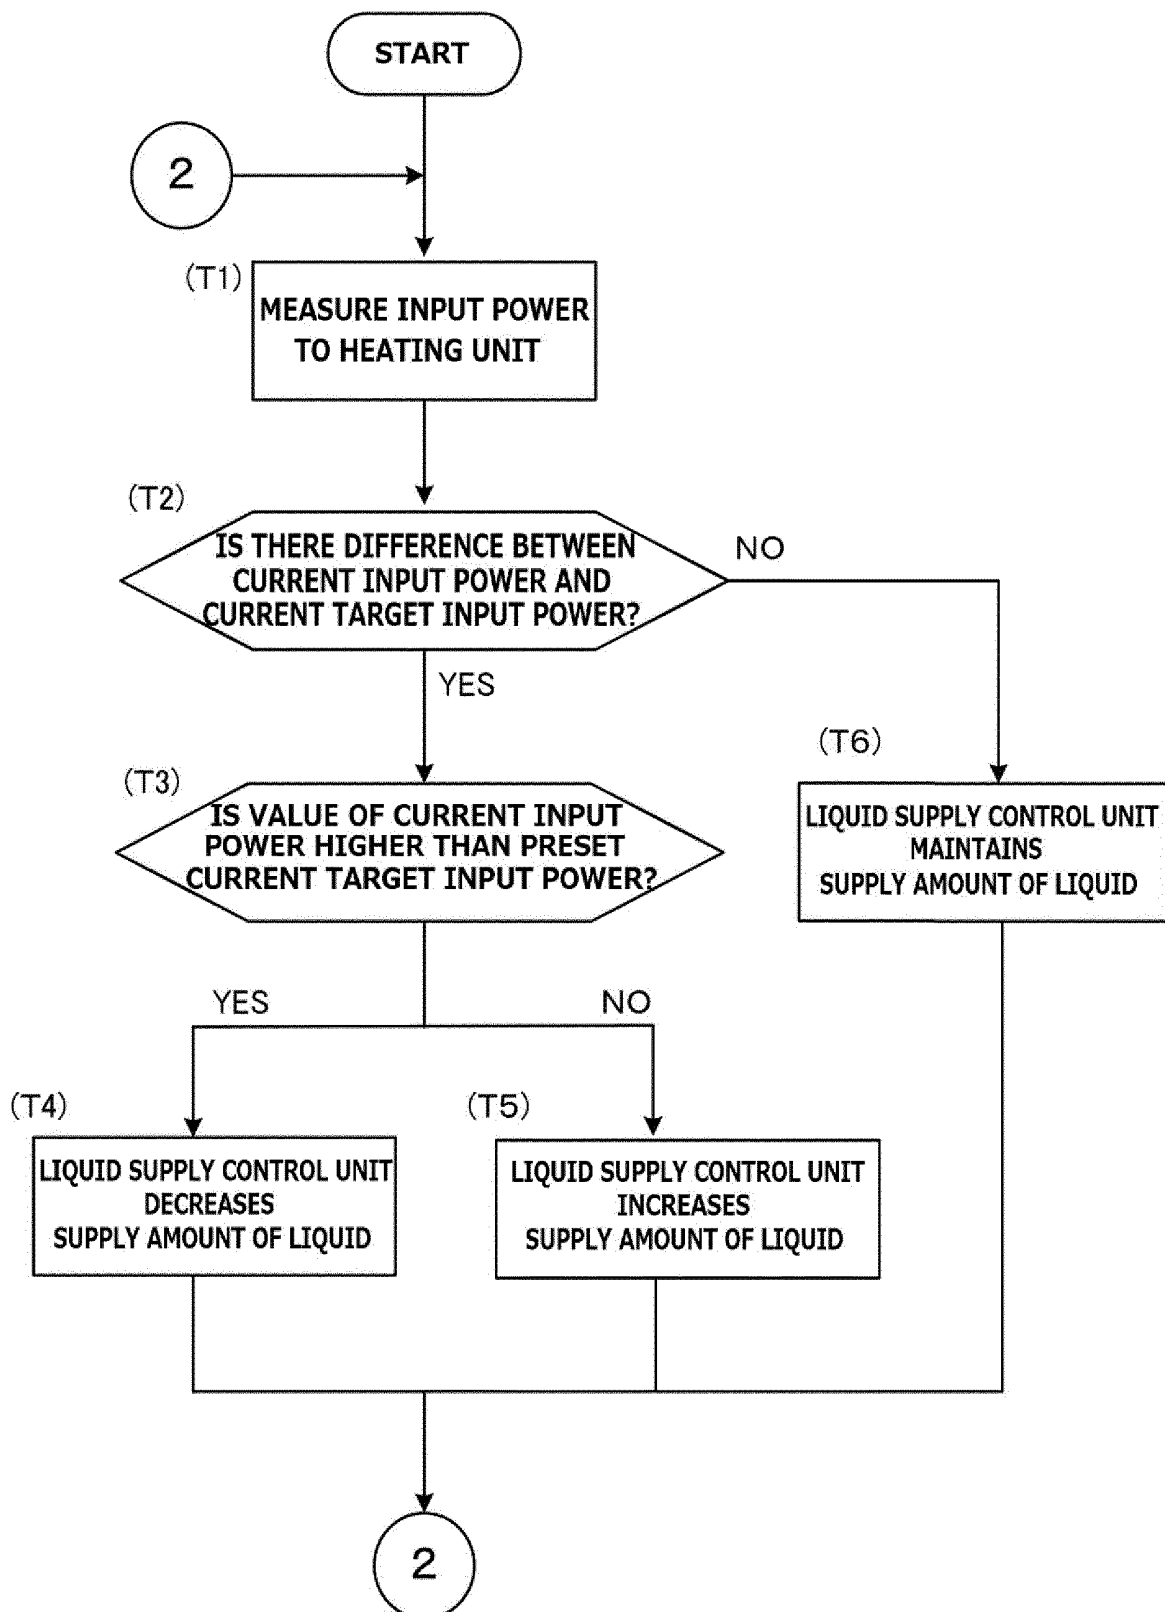 START
2
(T1)
MEASURE INPUT POWER
TO HEATING UNIT
(T2)
IS THERE DIFFERENCE BETWEEN
CURRENT INPUT POWER AND
CURRENT TARGET INPUT POWER?
NO
YES
(T3)
IS VALUE OF CURRENT INPUT
POWER HIGHER THAN PRESET
CURRENT TARGET INPUT POWER?
(T6)
LIQUID SUPPLY CONTROL UNIT
MAINTAINS
SUPPLY AMOUNT OF LIQUID
YES
NO
(T4)
LIQUID SUPPLY CONTROL UNIT
DECREASES
SUPPLY AMOUNT OF LIQUID
(T5)
LIQUID SUPPLY CONTROL UNIT
INCREASES
SUPPLY AMOUNT OF LIQUID
2